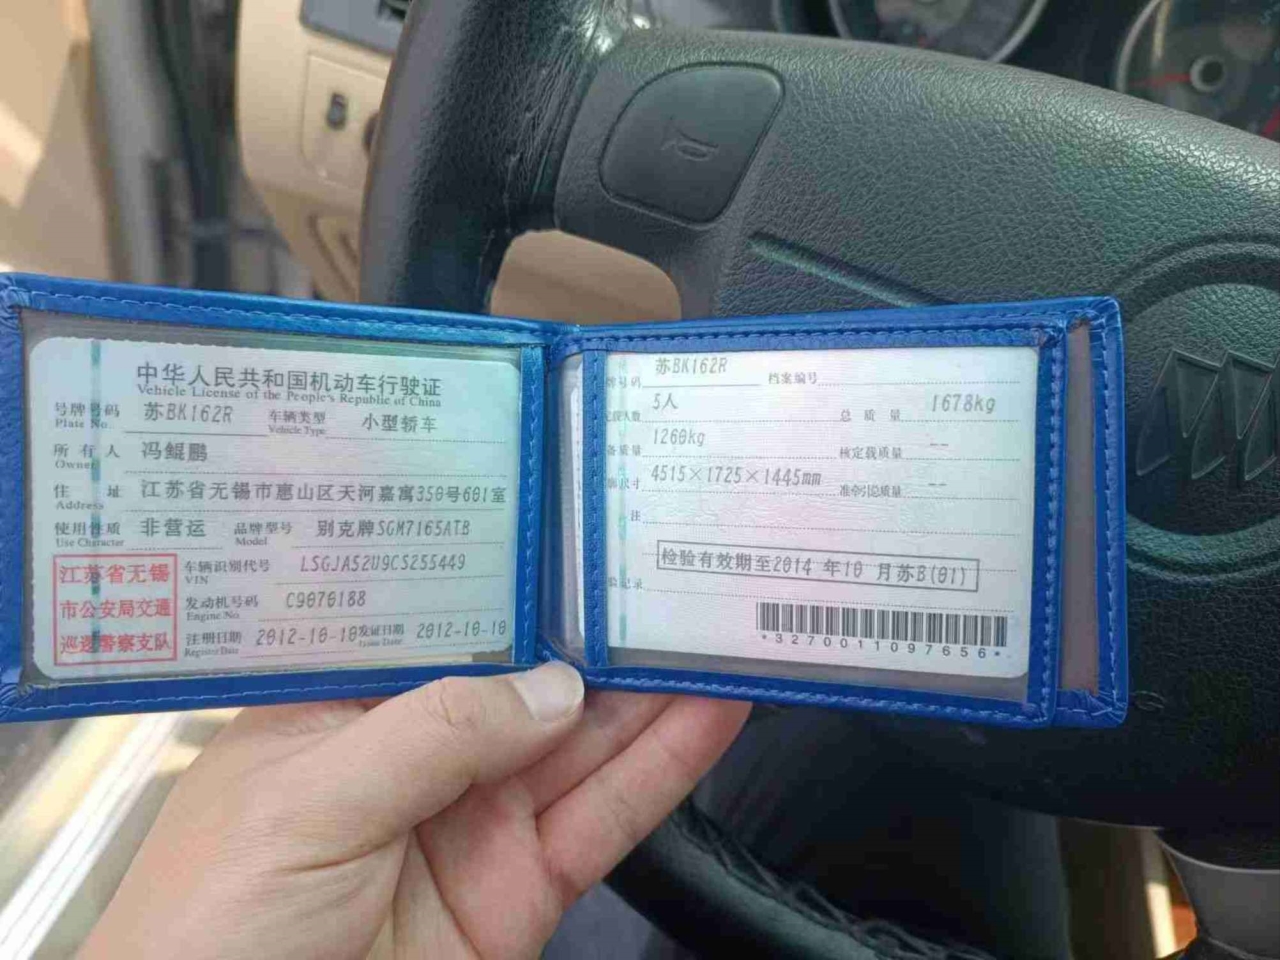 中华人民共和国机动车行驶证
Vehicle License of the People's Republic of China
号牌号码 苏BK162R 车辆类型 小型轿车
Plate No. Vehicle Type
所有人 冯鲲鹏
Owner
住址 江苏省无锡市惠山区天河嘉寓350号601室
Address
使用性质 非营运 品牌型号 别克牌SGM7165ATB
Use Character Model
江苏省无锡
市公安局交通
巡逻警察支队
车辆识别代号 LSGJA52U9CS255449
VIN
发动机号码 C9070188
Engine No.
注册日期 2012-10-10 发证日期 2012-10-10
Register Date Issue Date
牌号码 苏BK162R 档案编号
载人数 5人 总质量 1678kg
备质量 1260kg 核定载质量 --
廓尺寸 4515×1725×1445mm 准牵引总质量 --
注
检验有效期至2014 年10 月苏B(01)
验记录
*3270011097656*